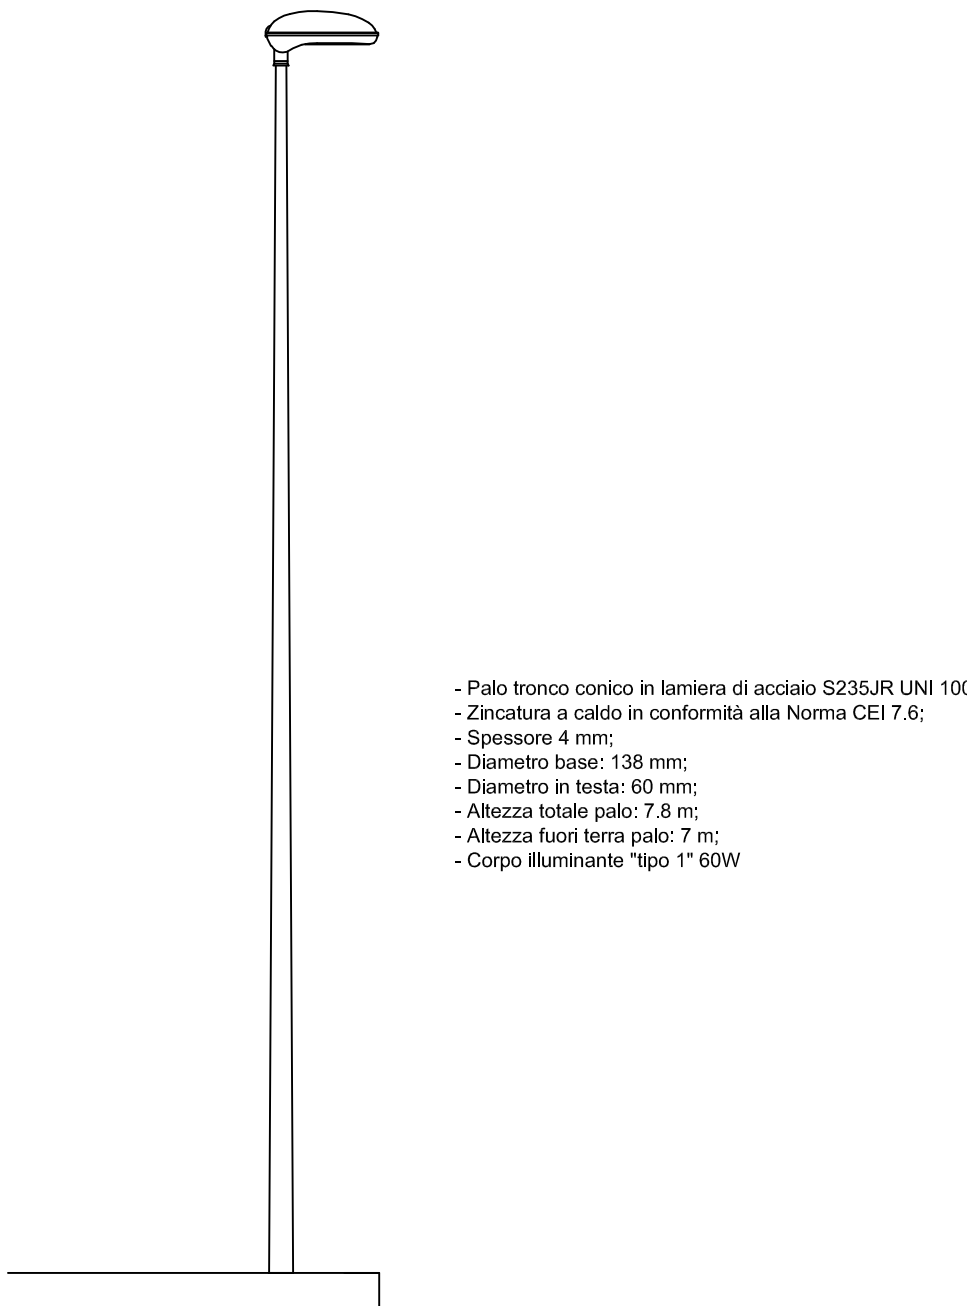 - Palo tronco conico in lamiera di acciaio S235JR UNI
- Zincatura a caldo in conformità alla Norma CEI 7.6;
- Spessore 4 mm;
- Diametro base: 138 mm;
- Diametro in testa: 60 mm;
- Altezza totale palo: 7.8 m;
- Altezza fuori terra palo: 7 m;
- Corpo illuminante "tipo 1" 60W